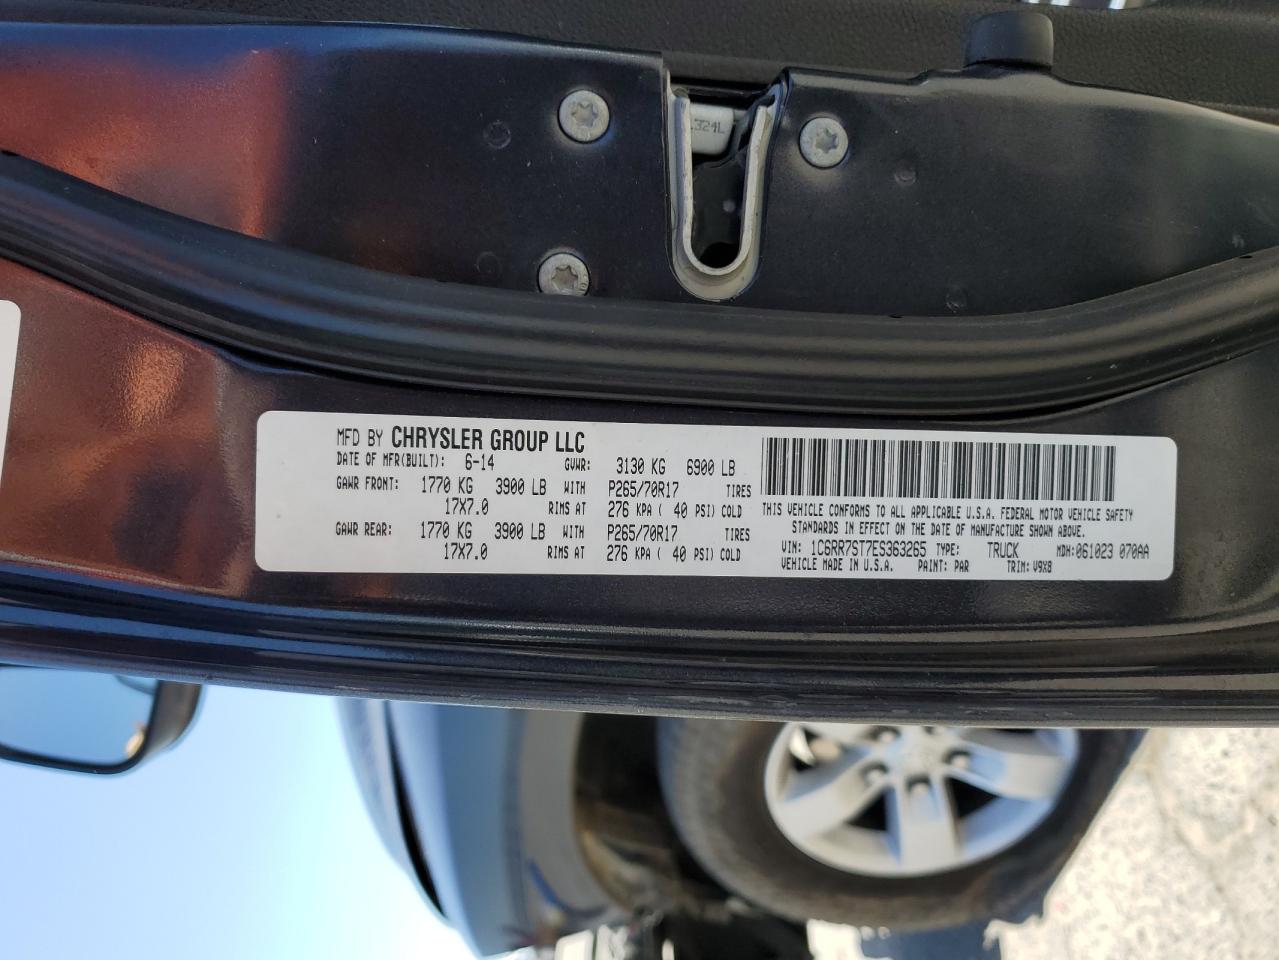 324L
MFD BY CHRYSLER GROUP LLC
DATE OF MFR(BUILT): 6-14 GVWR: 3130 KG 6900 LB
GAWR FRONT: 1770 KG 3900 LB WITH P265/70R17 TIRES
17X7.0 RIMS AT 276 KPA ( 40 PSI) COLD
GAWR REAR: 1770 KG 3900 LB WITH P265/70R17 TIRES
17X7.0 RIMS AT 276 KPA ( 40 PSI) COLD
THIS VEHICLE CONFORMS TO ALL APPLICABLE U.S.A. FEDERAL MOTOR VEHICLE SAFETY
STANDARDS IN EFFECT ON THE DATE OF MANUFACTURE SHOWN ABOVE.
VIN: 1C6RR7ST7ES363265 TYPE: TRUCK MDH: 061023 070AA
VEHICLE MADE IN U.S.A. PAINT: PAR TRIM: V9X8